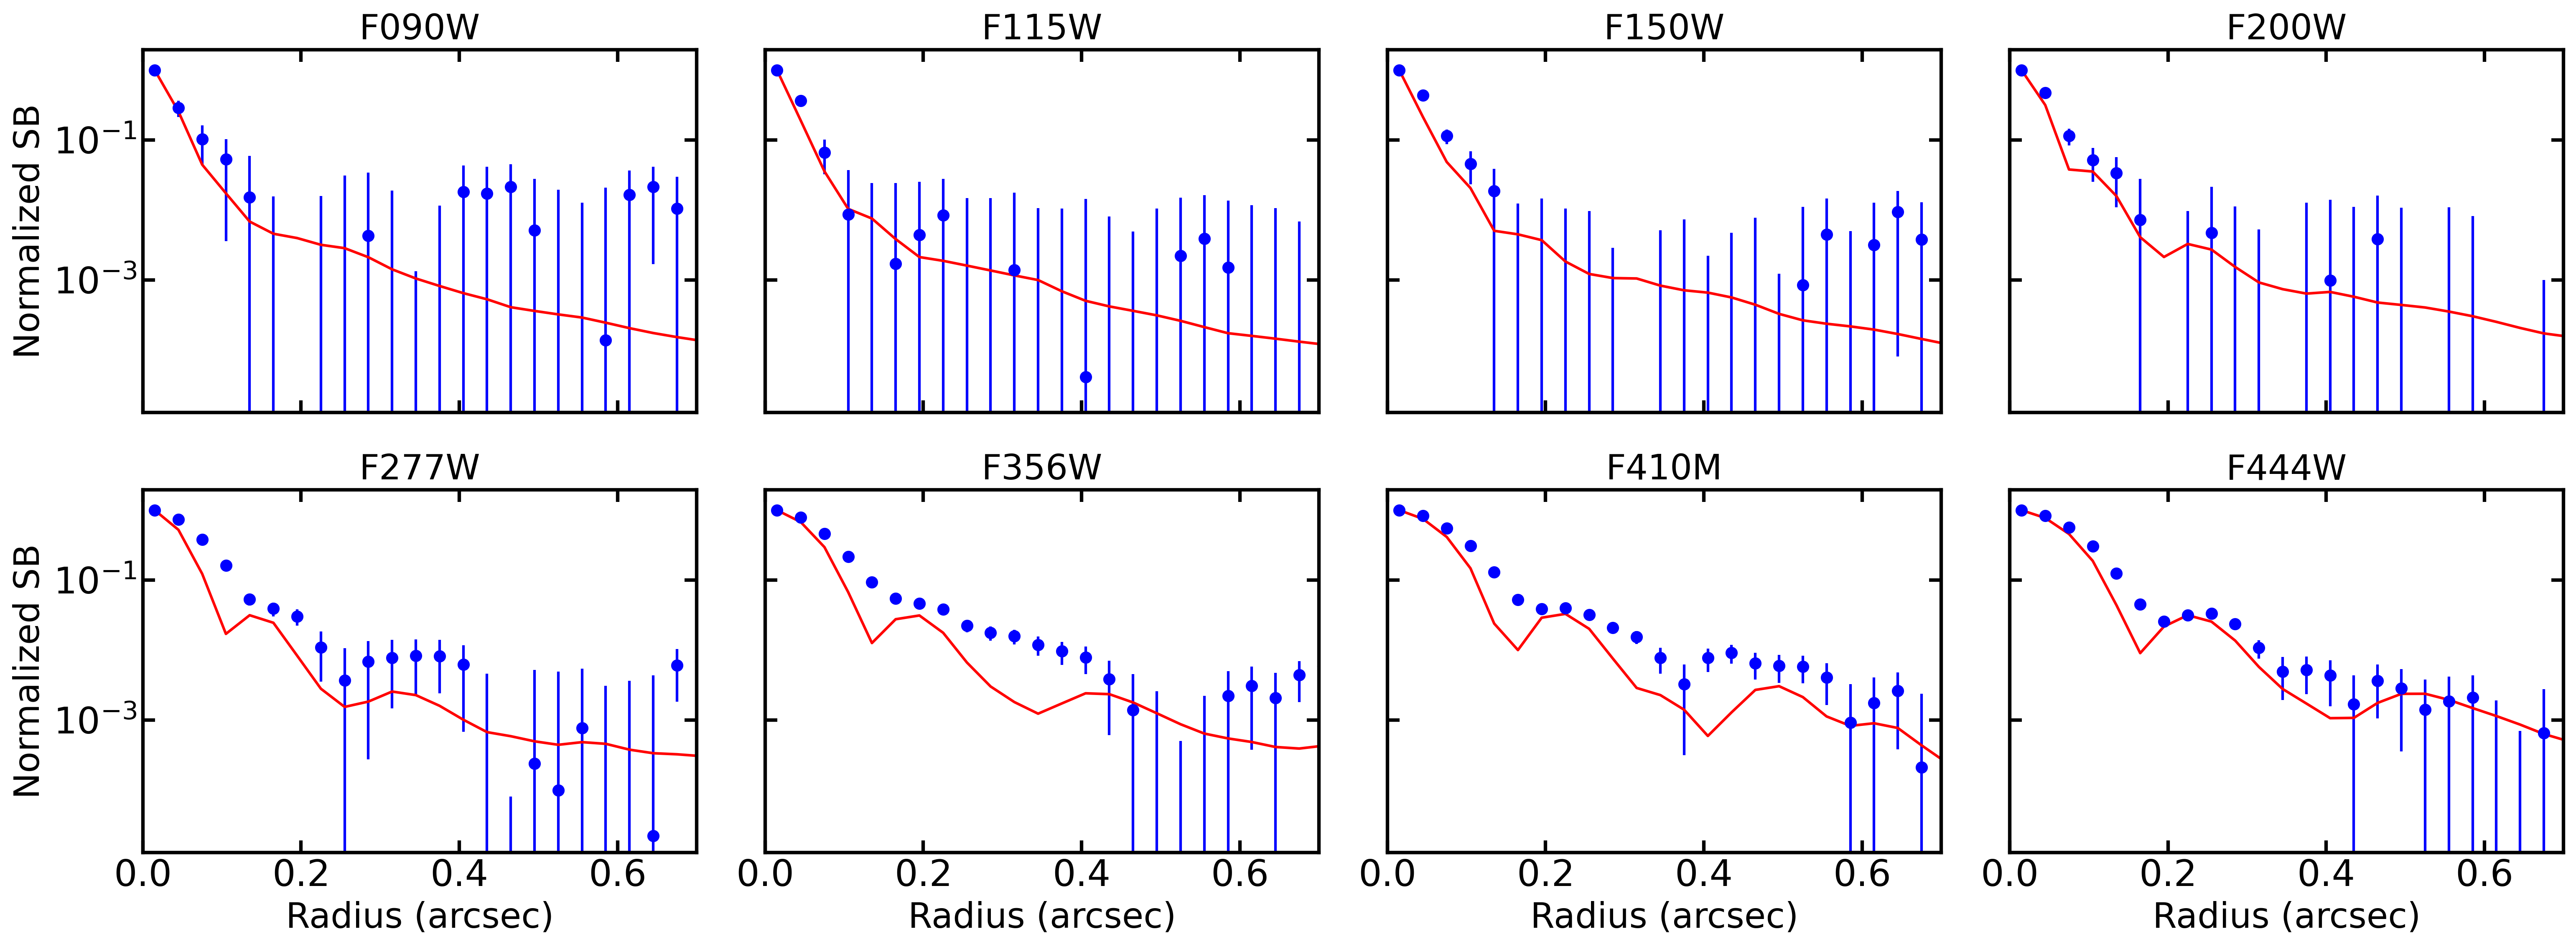 F090W F115W F150W F200W
Normalized SB
10⁻¹
10⁻³
F277W F356W F410M F444W
Normalized SB
10⁻¹
10⁻³
0.0 0.2 0.4 0.6 0.0 0.2 0.4 0.6 0.0 0.2 0.4 0.6 0.0 0.2 0.4 0.6
Radius (arcsec) Radius (arcsec) Radius (arcsec) Radius (arcsec)